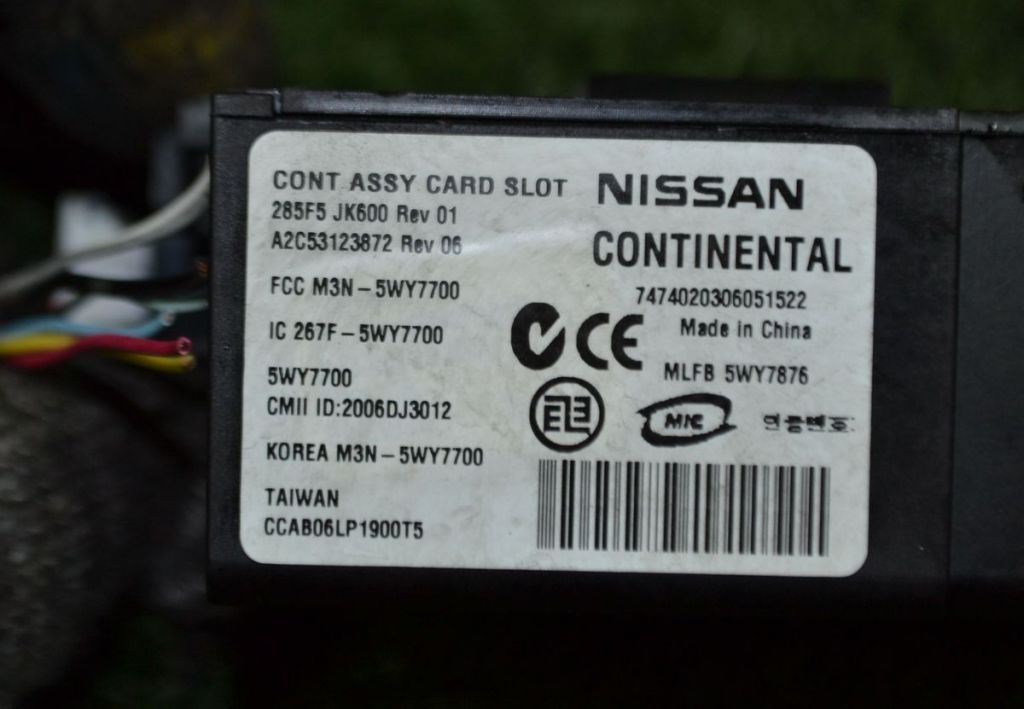 CONT ASSY CARD SLOT
285F5 JK600 Rev 01
A2C53123872 Rev 06
FCC M3N-5WY7700
IC 267F-5WY7700
5WY7700
CMII ID:2006DJ3012
KOREA M3N-5WY7700
TAIWAN
CCAB06LP1900T5
NISSAN
CONTINENTAL
7474020306051522
Made in China
CE
MLFB 5WY7876
MIC